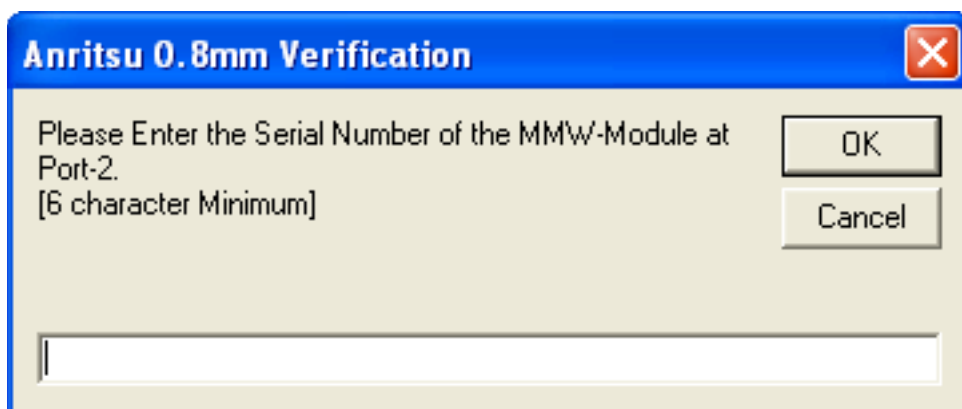 Anritsu 0.8mm Verification
Please Enter the Serial Number of the MMW-Module at
Port-2.
[6 character Minimum]
OK
Cancel